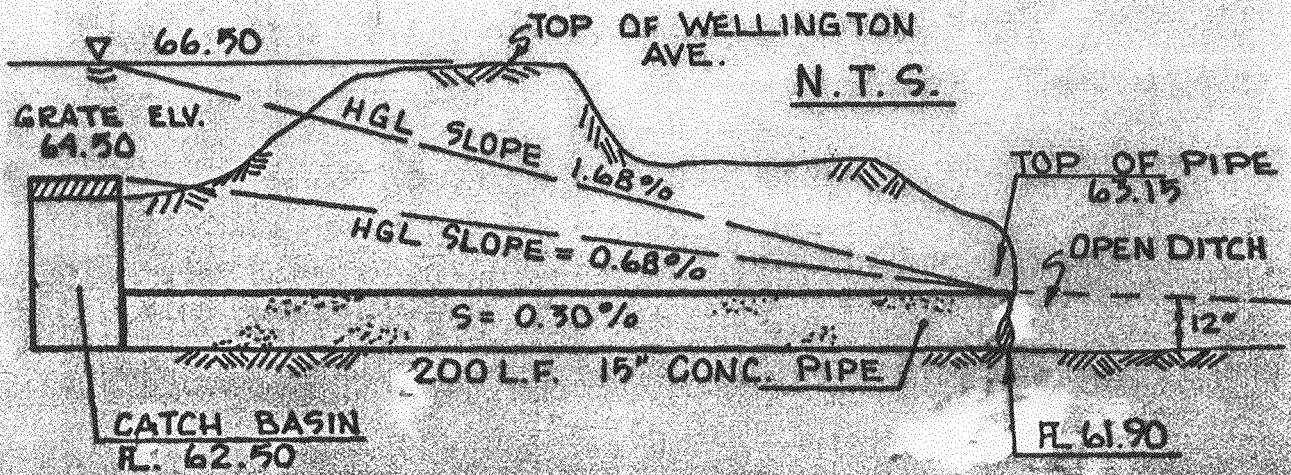 66.50
TOP OF WELLINGTON
AVE.
N.T.S.
GRATE ELV.
64.50
HGL SLOPE 1.68%
TOP OF PIPE
63.15
HGL SLOPE = 0.68%
OPEN DITCH
S = 0.30%
12"
200 L.F. 15" CONC. PIPE
CATCH BASIN
FL: 62.50
FL 61.90